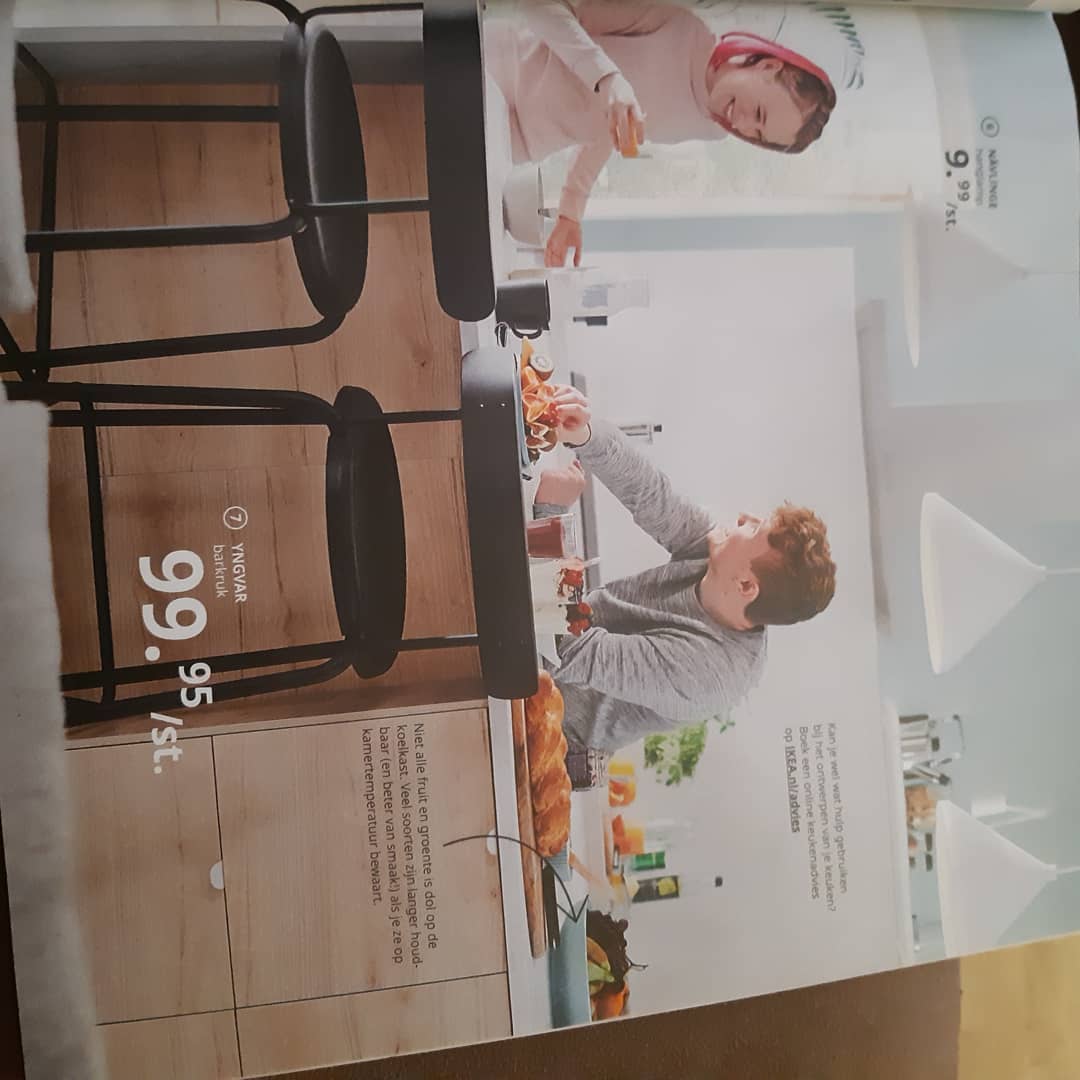 6 NÄVLINGE
hanglamp
9.99/st.
Kan je wel wat hulp gebruiken
bij het ontwerpen van je keuken?
Boek een online keukenadvies
op IKEA.nl/advies
7 YNGVAR
barkruk
99.95/st.
Niet alle fruit en groente is dol op de
koelkast. Veel soorten zijn langer houd-
baar (en beter van smaak!) als je ze op
kamertemperatuur bewaart.